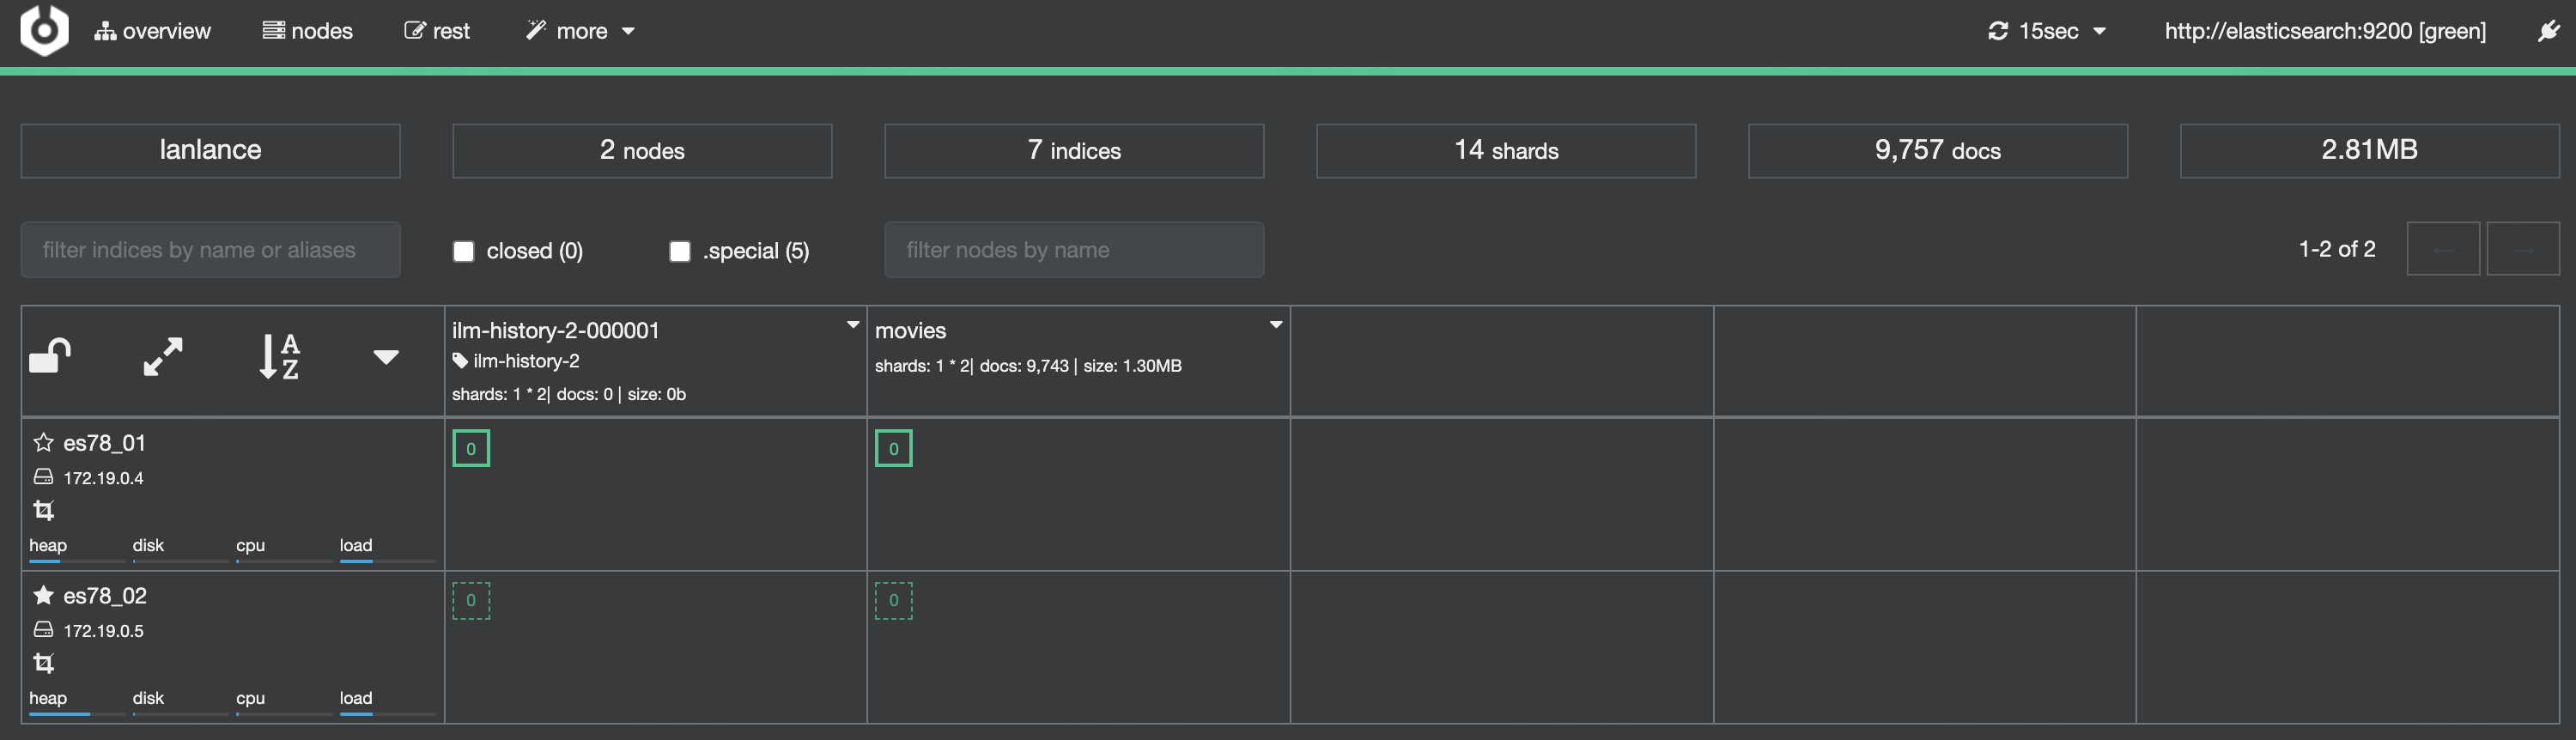 overview nodes rest more 15sec http://elasticsearch:9200 [green]
lanlance 2 nodes 7 indices 14 shards 9,757 docs 2.81MB
filter indices by name or aliases closed (0) .special (5) filter nodes by name 1-2 of 2 ← →
A
Z
ilm-history-2-000001
ilm-history-2
shards: 1 * 2| docs: 0 | size: 0b
movies
shards: 1 * 2| docs: 9,743 | size: 1.30MB
es78_01
172.19.0.4
heap disk cpu load
0 0
es78_02
172.19.0.5
heap disk cpu load
0 0